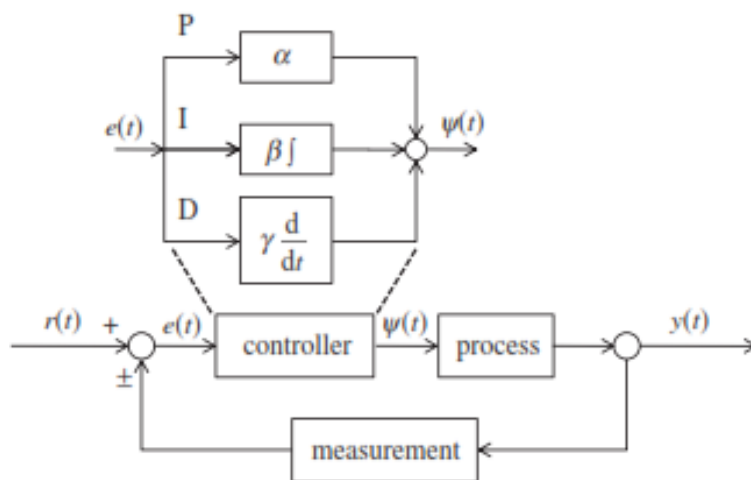 P
α
e(t)
I
β ∫
ψ(t)
D
γ d/dt
r(t)
+
±
e(t)
controller
ψ(t)
process
y(t)
measurement